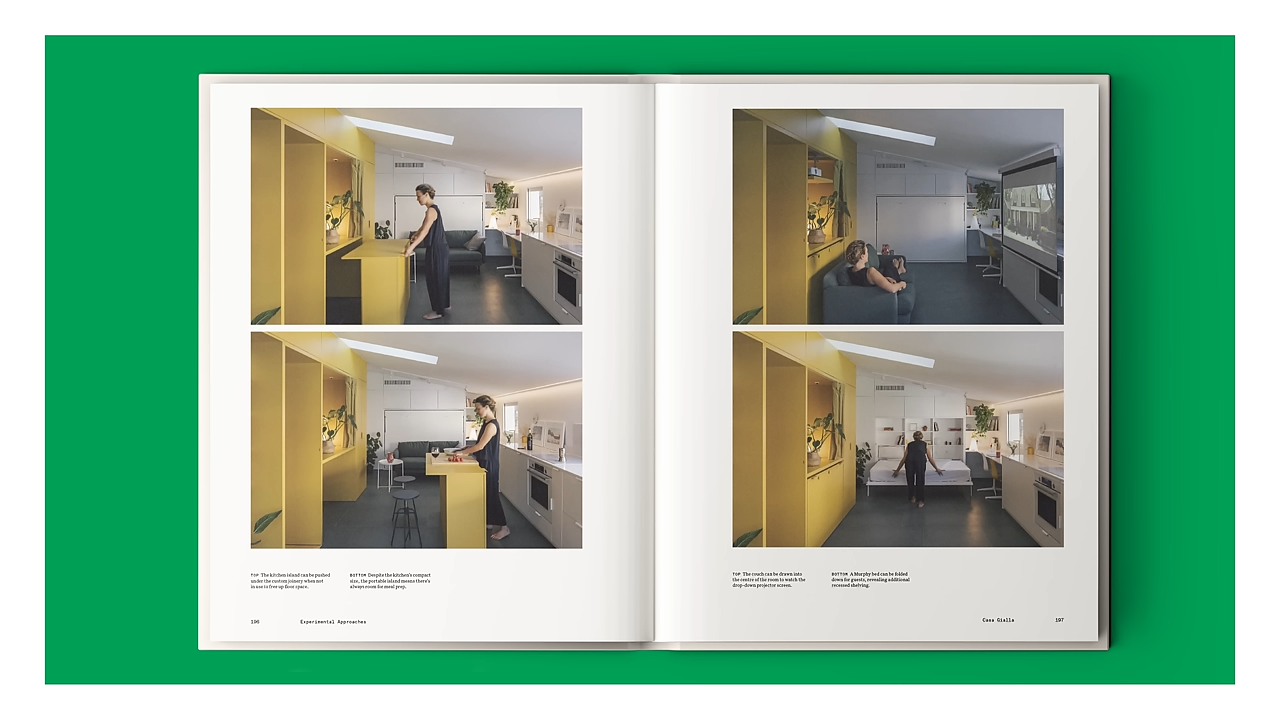 TOP The kitchen island can be pushed
under the custom joinery when not
in use to free up floor space.
BOTTOM Despite the kitchen's compact
size, the portable island means there's
always room for meal prep.
196
Experimental Approaches
TOP The couch can be drawn into
the centre of the room to watch the
drop-down projector screen.
BOTTOM A Murphy bed can be folded
down for guests, revealing additional
recessed shelving.
Casa Gialla
197